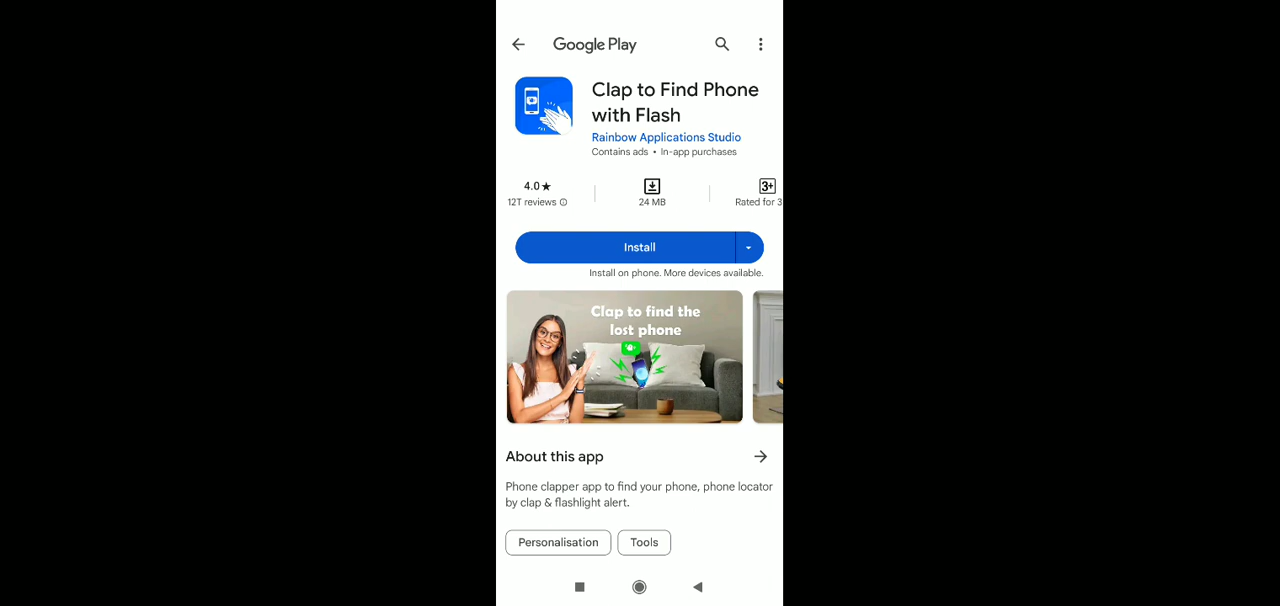 Google Play
Clap to Find Phone
with Flash
Rainbow Applications Studio
Contains ads • In-app purchases
4.0★
12T reviews
24 MB
3+
Rated for 3
Install
Install on phone. More devices available.
Clap to find the
lost phone
About this app
Phone clapper app to find your phone, phone locator
by clap & flashlight alert.
Personalisation
Tools